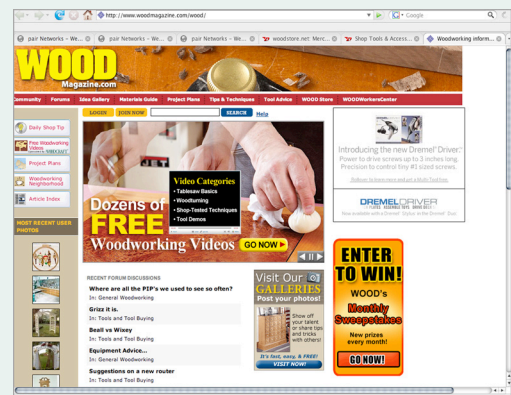 http://www.woodmagazine.com/wood/
Google
pair Networks - We...
pair Networks - We...
woodstore.net: Merc...
Shop Tools & Access...
Woodworking inform...
WOOD
Magazine.com
Community Forums Idea Gallery Materials Guide Project Plans Tips & Techniques Tool Advice WOOD Store WOODWorkersCenter
LOGIN JOIN NOW SEARCH Help
Daily Shop Tip
Free Woodworking
Videos
Project Plans
Woodworking
Neighborhood
Article Index
MOST RECENT USER
PHOTOS
Video Categories
• Tablesaw Basics
• Woodturning
• Shop-Tested Techniques
• Tool Demos
Dozens of
FREE
Woodworking Videos
GO NOW
Introducing the new Dremel Driver.
Power to drive screws up to 3 inches long.
Precision to control tiny #1 sized screws.
DREMEL DRIVER
RECENT FORUM DISCUSSIONS
Where are all the PIP's we used to see so often?
In: General Woodworking
Grizz it is.
In: Tools and Tool Buying
Beall vs Wixey
In: Tools and Tool Buying
Equipment Advice...
In: General Woodworking
Suggestions on a new router
In: Tools and Tool Buying
Visit Our
GALLERIES
Post your photos!
Show off
your talent
or share tips
and tricks
with others!
It's fast, easy, & FREE!
VISIT NOW!
ENTER
TO WIN!
WOOD's
Monthly
Sweepstakes
New prizes
every month!
GO NOW!